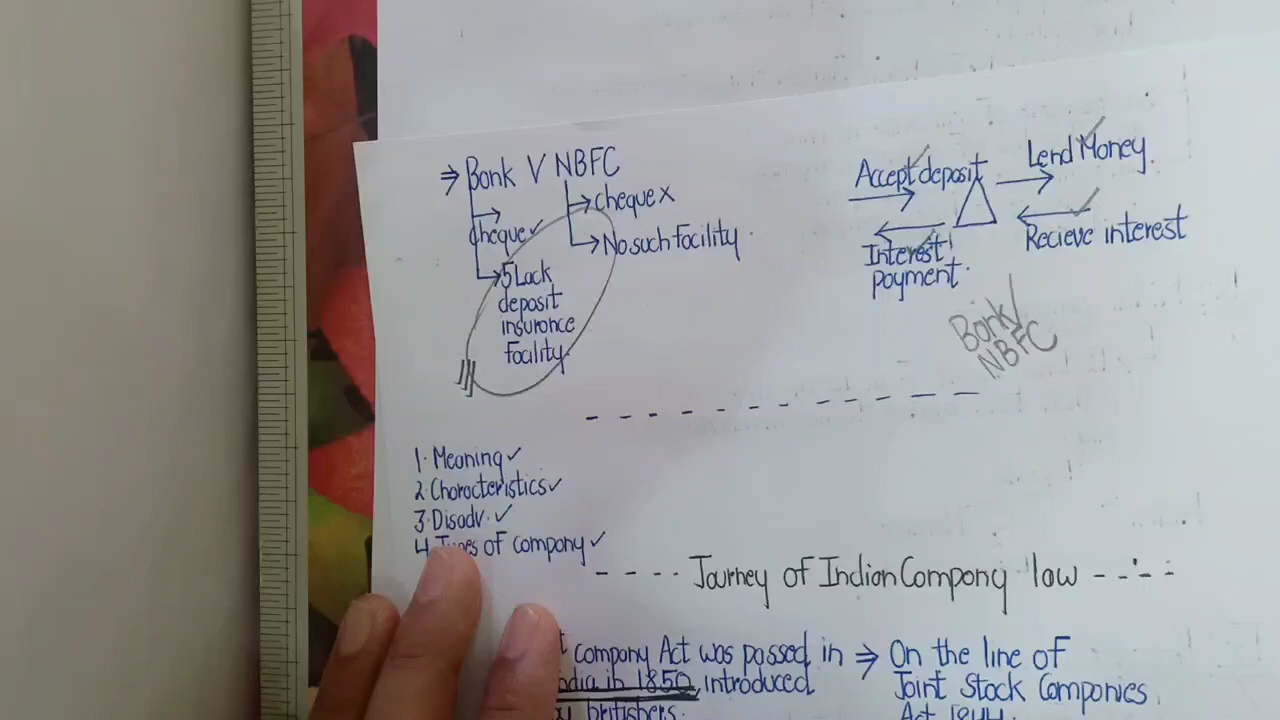 ⇒ Bank V NBFC
→ cheque ✓
→ 5 Lack
deposit
insurance
facility.
→ cheque x
→ No such facility.
Accept deposit
Lend Money.
Interest
payment.
Recieve interest
Bank/
NBFC
1. Meaning ✓
2. Characteristics ✓
3. Disadv. ✓
4 Types of company ✓
---- Journey of Indian Company law ----
company Act was passed in
in 1850, introduced
britishers.
⇒ On the line of
Joint Stock Companies
Act 1844.